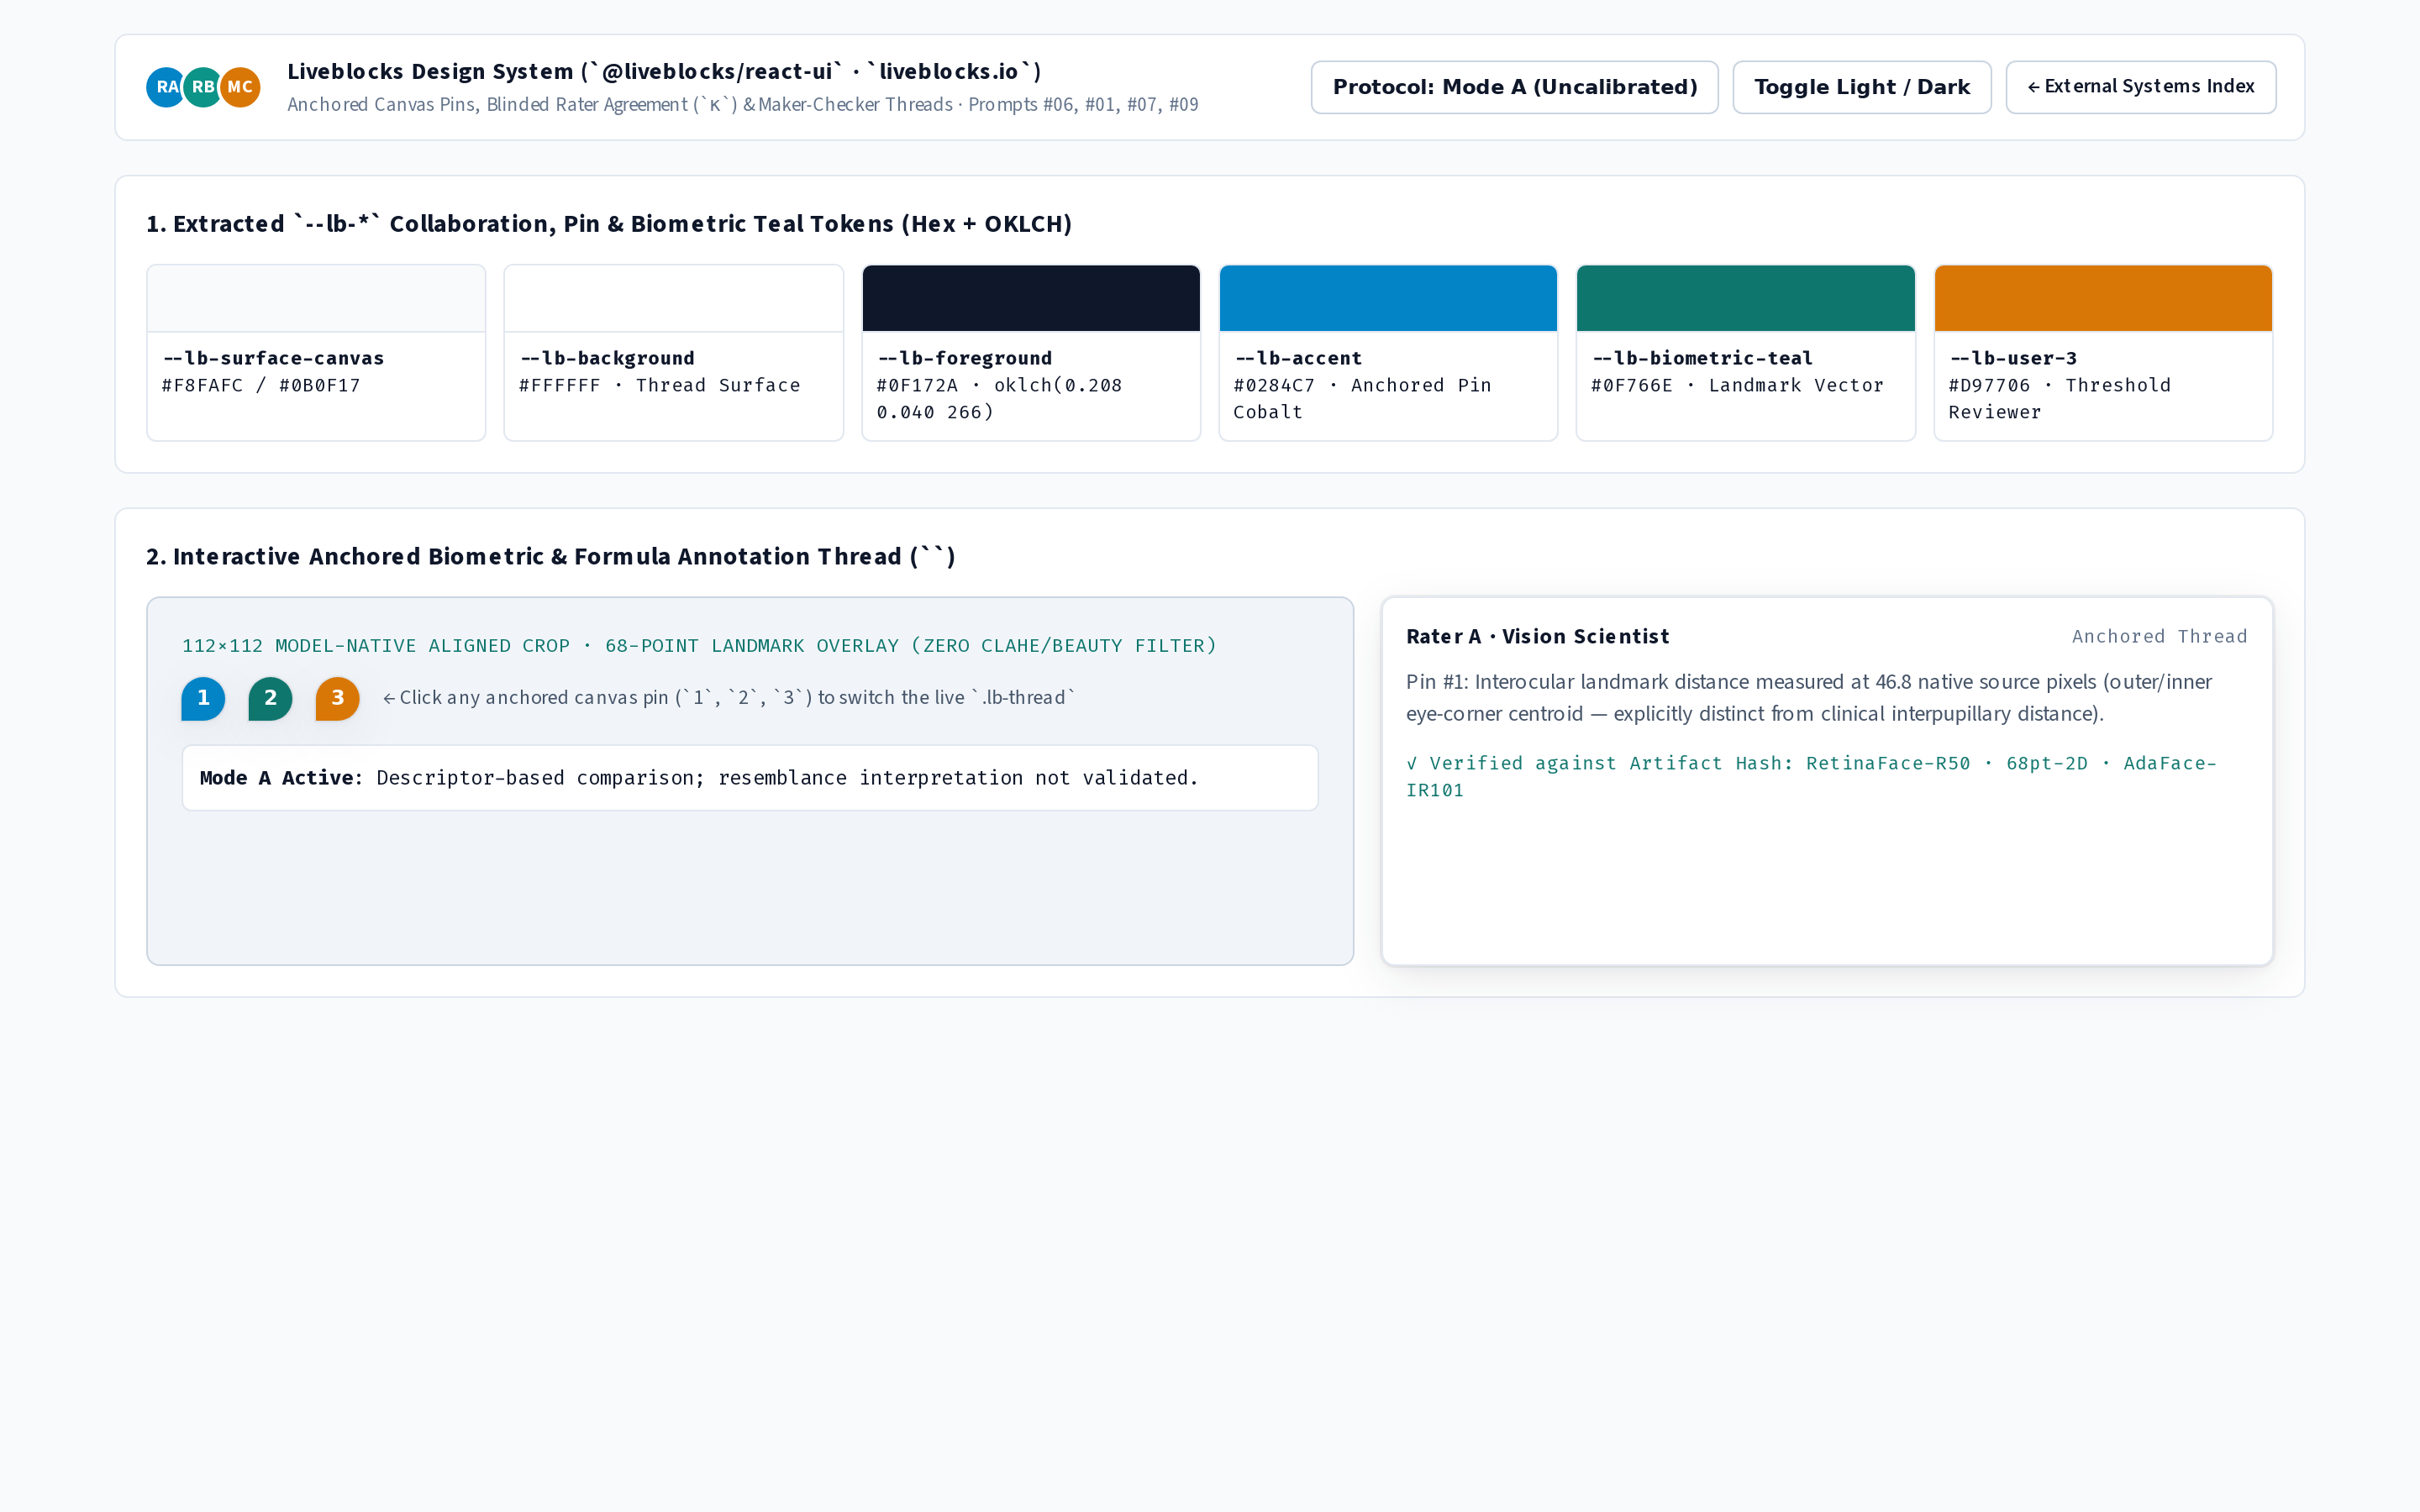 RA RB MC
Liveblocks Design System (`@liveblocks/react-ui` · `liveblocks.io`)
Anchored Canvas Pins, Blinded Rater Agreement (`κ`) & Maker-Checker Threads · Prompts #06, #01, #07, #09
Protocol: Mode A (Uncalibrated)
Toggle Light / Dark
← External Systems Index
1. Extracted `--lb-*` Collaboration, Pin & Biometric Teal Tokens (Hex + OKLCH)
--lb-surface-canvas
#F8FAFC / #0B0F17
--lb-background
#FFFFFF · Thread Surface
--lb-foreground
#0F172A · oklch(0.208
0.040 266)
--lb-accent
#0284C7 · Anchored Pin
Cobalt
--lb-biometric-teal
#0F766E · Landmark Vector
--lb-user-3
#D97706 · Threshold
Reviewer
2. Interactive Anchored Biometric & Formula Annotation Thread (``)
112×112 MODEL-NATIVE ALIGNED CROP · 68-POINT LANDMARK OVERLAY (ZERO CLAHE/BEAUTY FILTER)
1 2 3 ← Click any anchored canvas pin (`1`, `2`, `3`) to switch the live `.lb-thread`
Mode A Active: Descriptor-based comparison; resemblance interpretation not validated.
Rater A · Vision Scientist
Anchored Thread
Pin #1: Interocular landmark distance measured at 46.8 native source pixels (outer/inner
eye-corner centroid — explicitly distinct from clinical interpupillary distance).
√ Verified against Artifact Hash: RetinaFace-R50 · 68pt-2D · AdaFace-
IR101